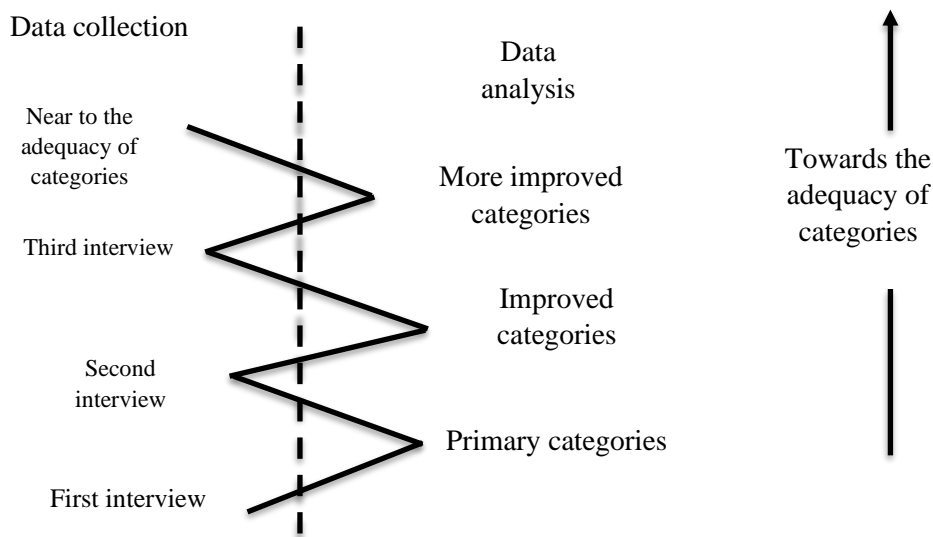 Data collection
Data
analysis
Near to the
adequacy of
categories
More improved
categories
Towards the
adequacy of
categories
Third interview
Improved
categories
Second
interview
Primary categories
First interview